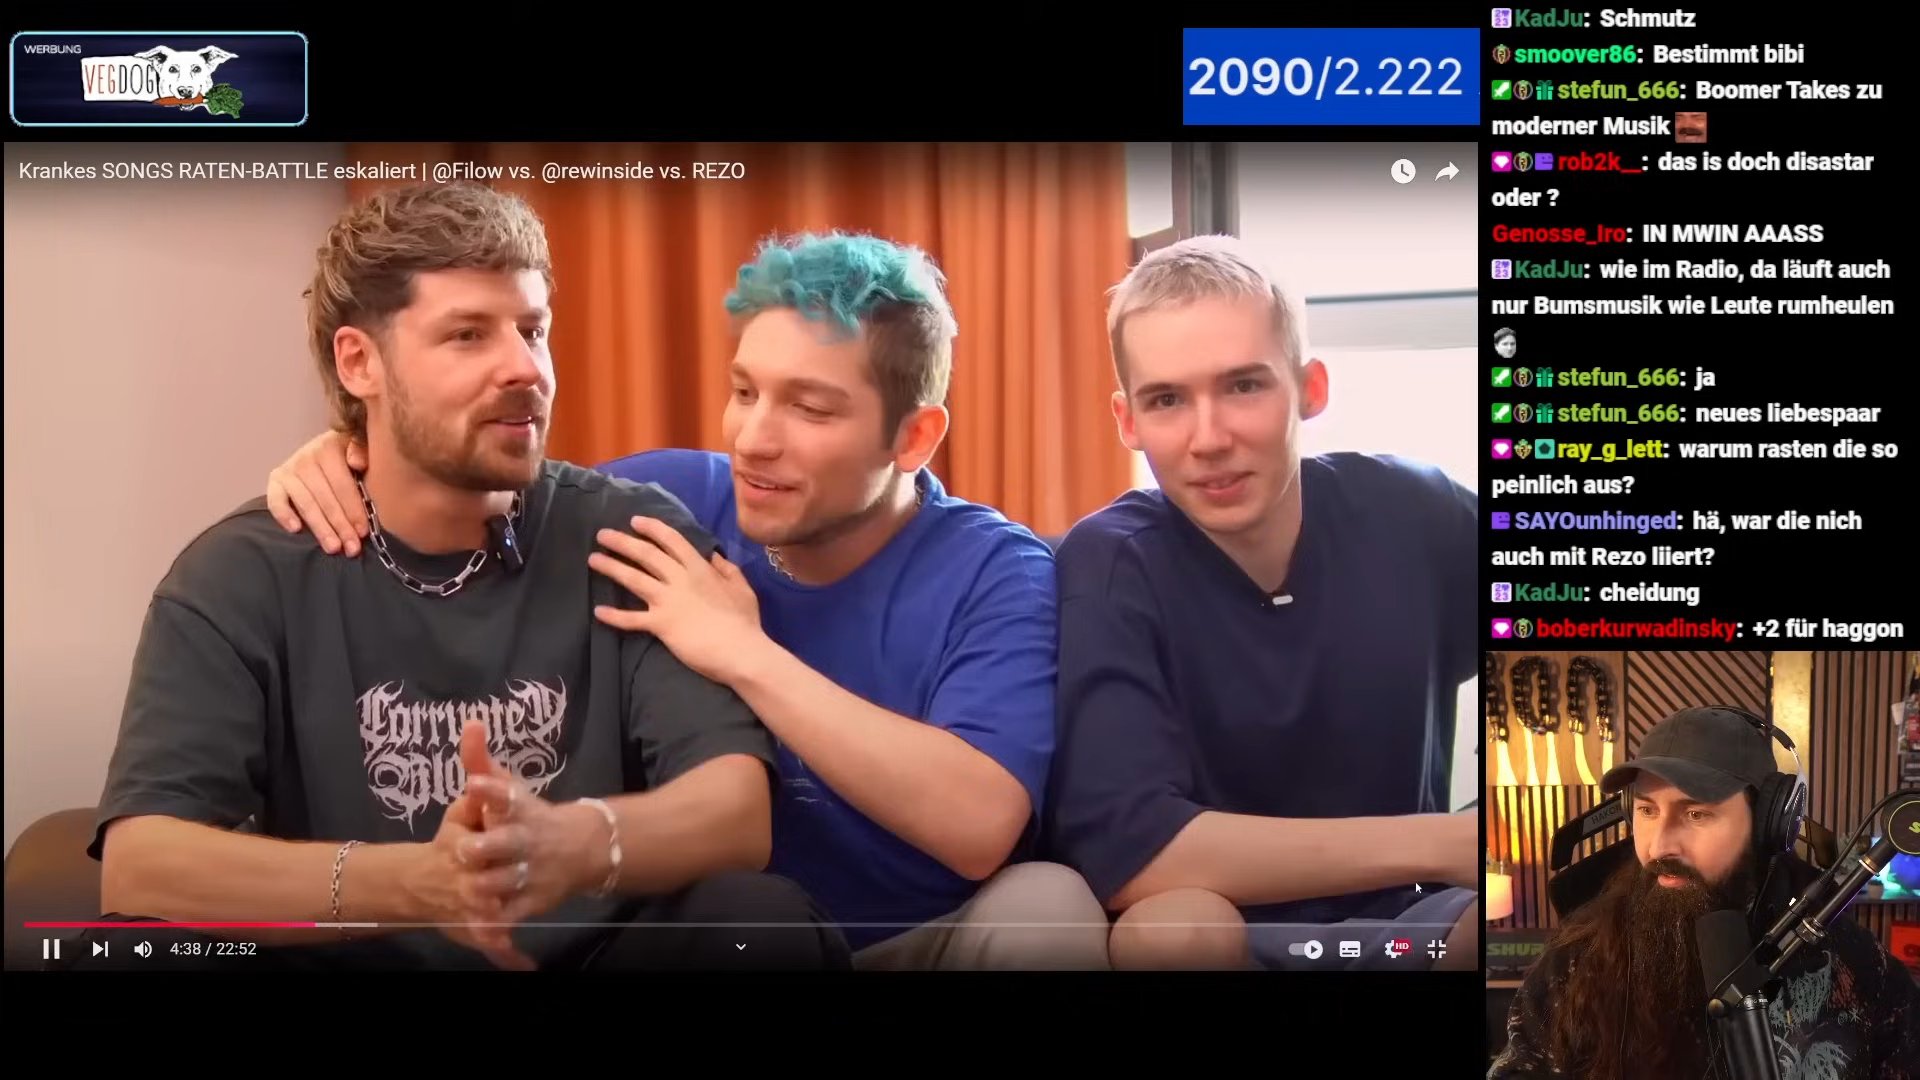 WERBUNG
VEGDOG
2090/2.222
Krankes SONGS RATEN-BATTLE eskaliert | @Filow vs. @rewinside vs. REZO
Corrupted
4:38 / 22:52
HD
KadJu: Schmutz
smoover86: Bestimmt bibi
stefun_666: Boomer Takes zu
moderner Musik
rob2k__: das is doch disastar
oder ?
Genosse_Iro: IN MWIN AAASS
KadJu: wie im Radio, da läuft auch
nur Bumsmusik wie Leute rumheulen
stefun_666: ja
stefun_666: neues liebespaar
ray_g_lett: warum rasten die so
peinlich aus?
SAYOunhinged: hä, war die nich
auch mit Rezo liiert?
KadJu: cheidung
boberkurwadinsky: +2 für haggon
SHURE